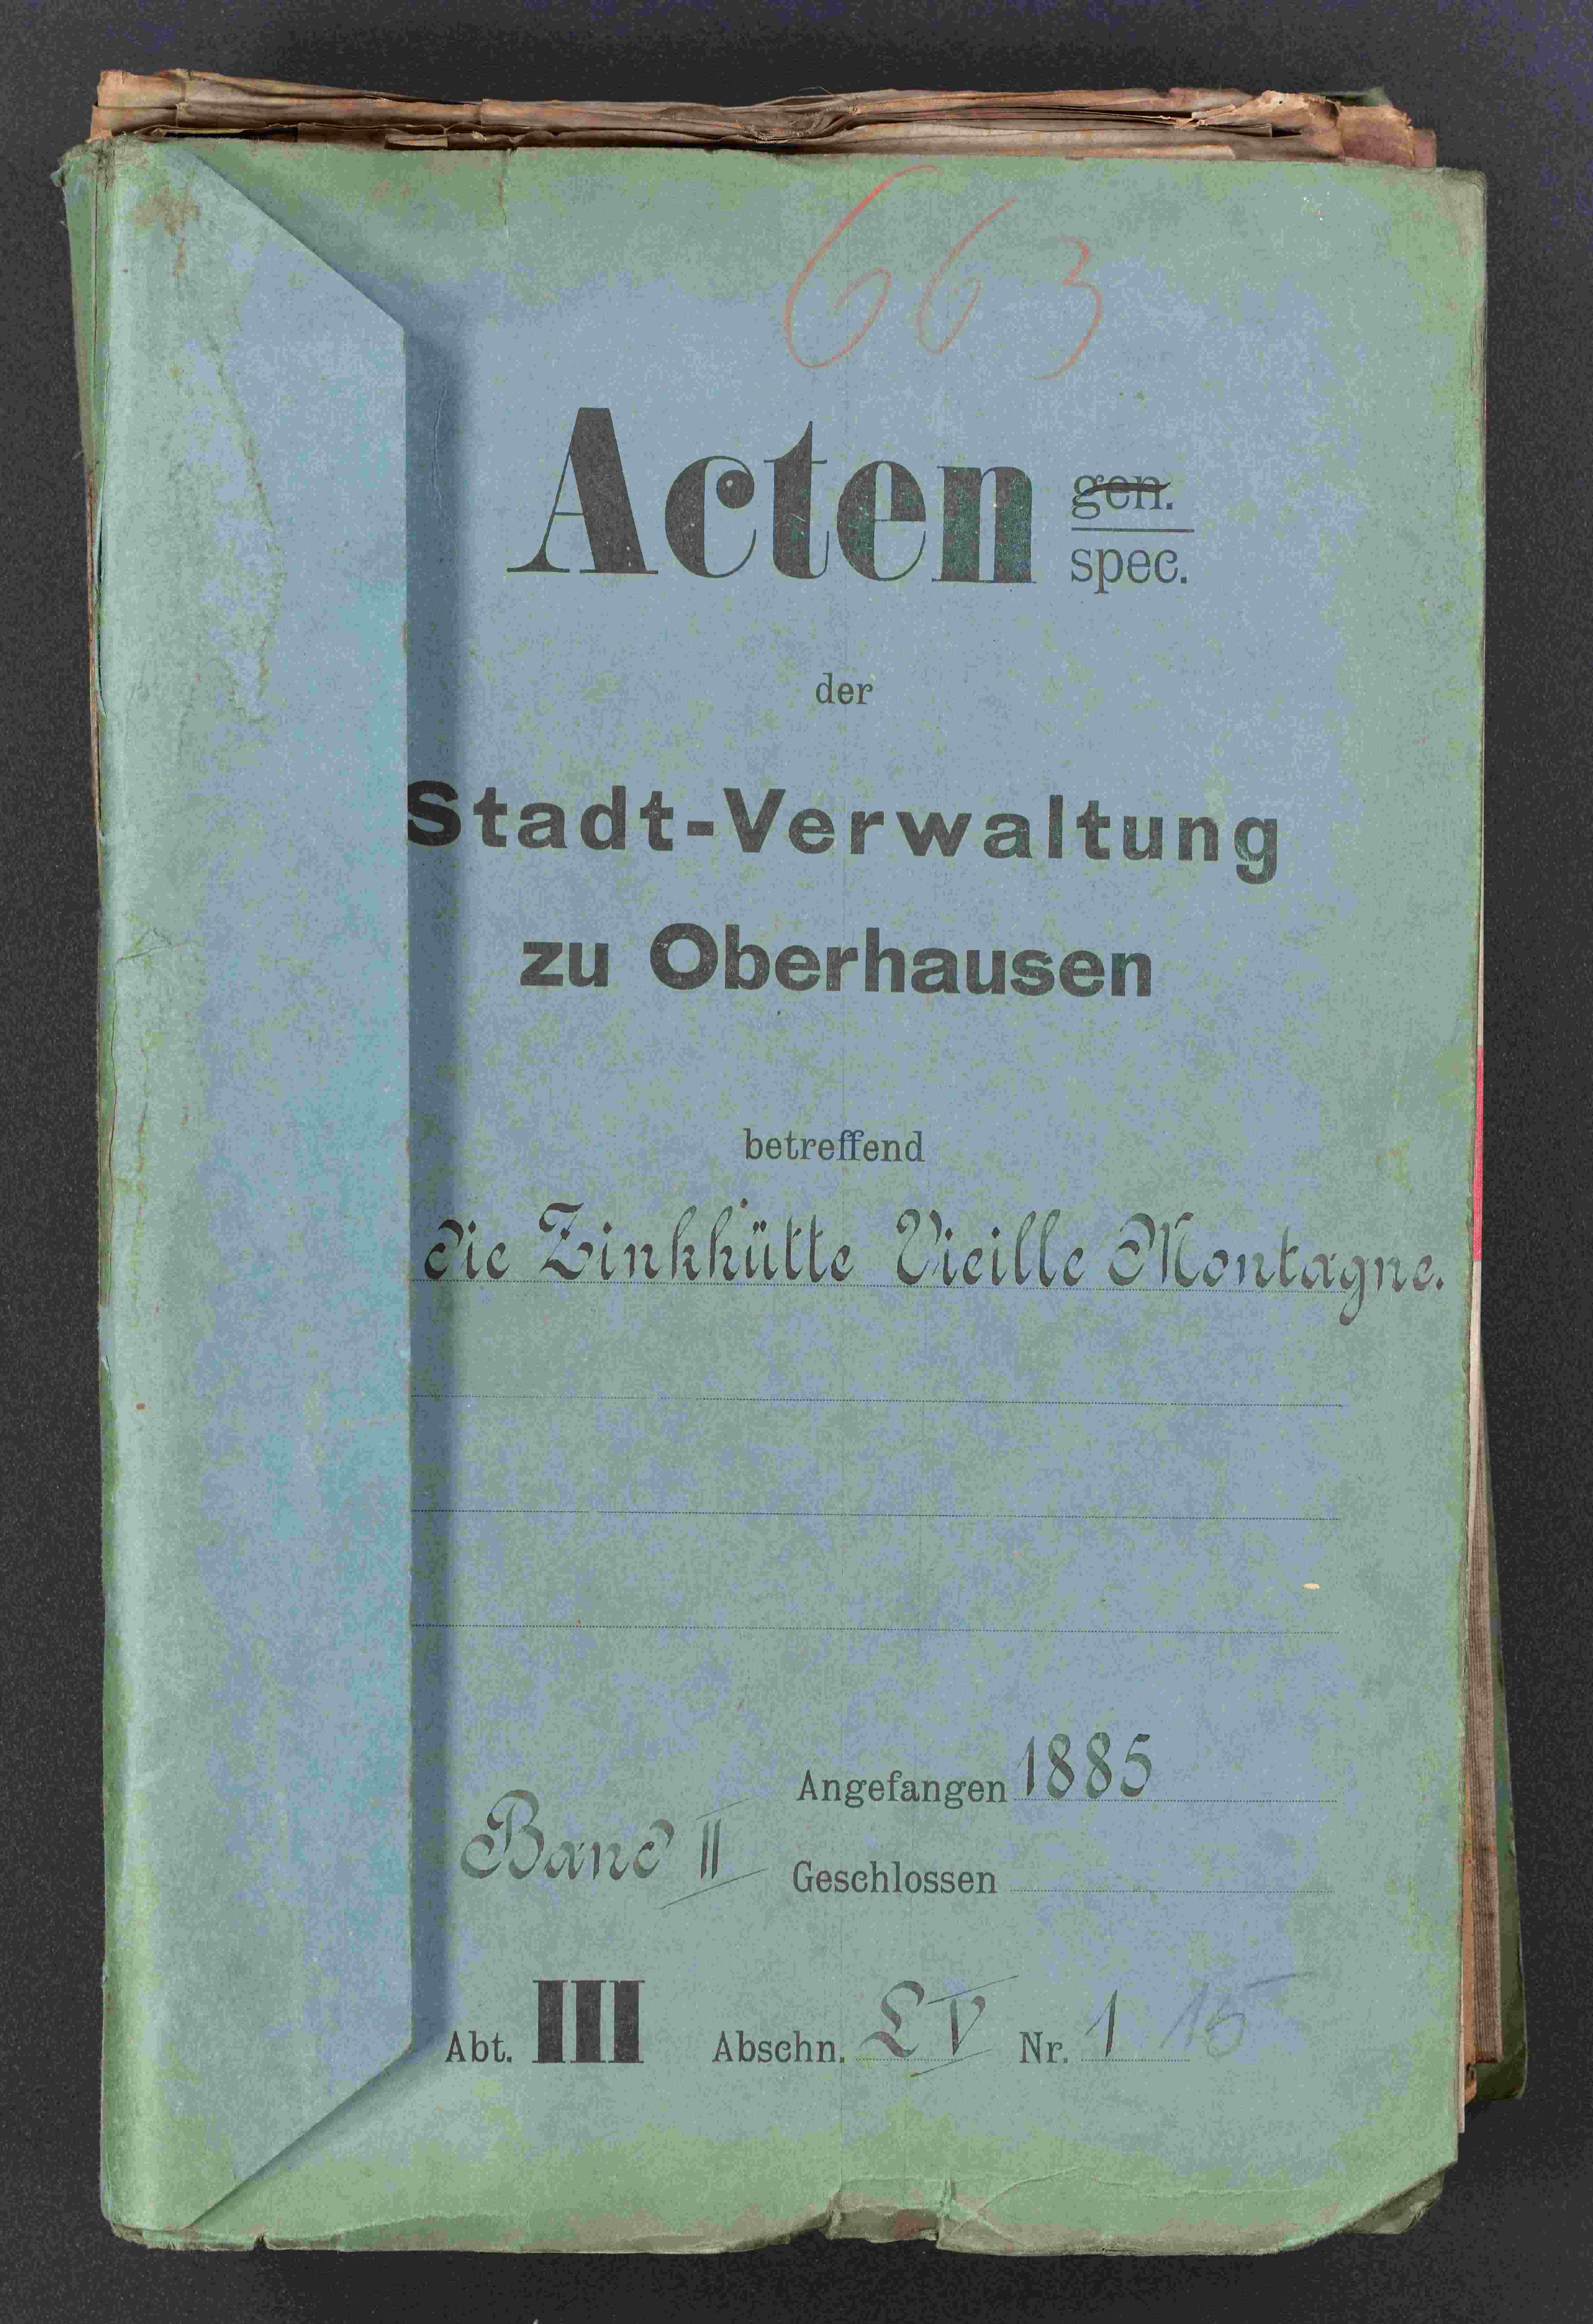 663
Acten gen.
spec.
der
Stadt-Verwaltung
zu Oberhausen
betreffend
die Zinkhütte Vieille Montagne.
Angefangen 1885
Band II
Geschlossen
Abt. III Abschn. LV Nr. 1 15